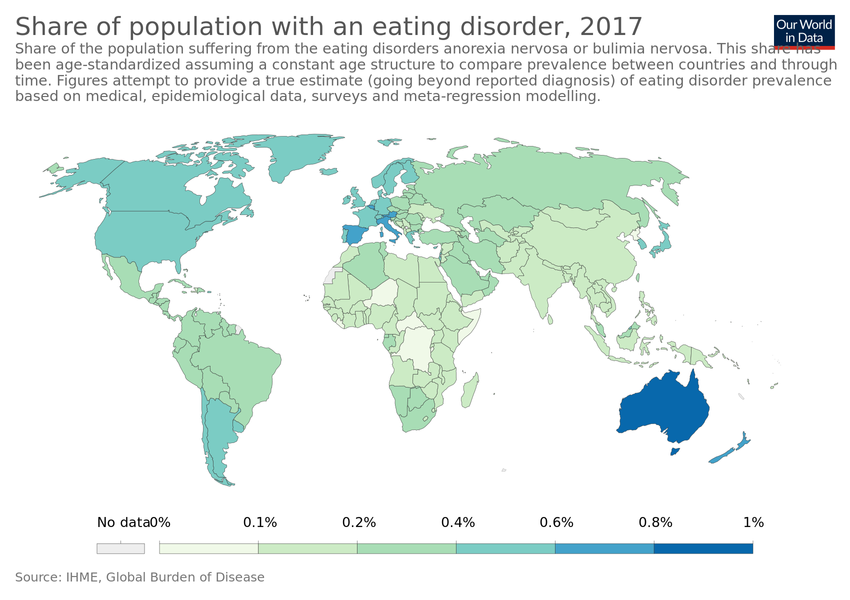 Share of population with an eating disorder, 2017
Our World
in Data
Share of the population suffering from the eating disorders anorexia nervosa or bulimia nervosa. This share has
been age-standardized assuming a constant age structure to compare prevalence between countries and through
time. Figures attempt to provide a true estimate (going beyond reported diagnosis) of eating disorder prevalence
based on medical, epidemiological data, surveys and meta-regression modelling.
No data 0% 0.1% 0.2% 0.4% 0.6% 0.8% 1%
Source: IHME, Global Burden of Disease